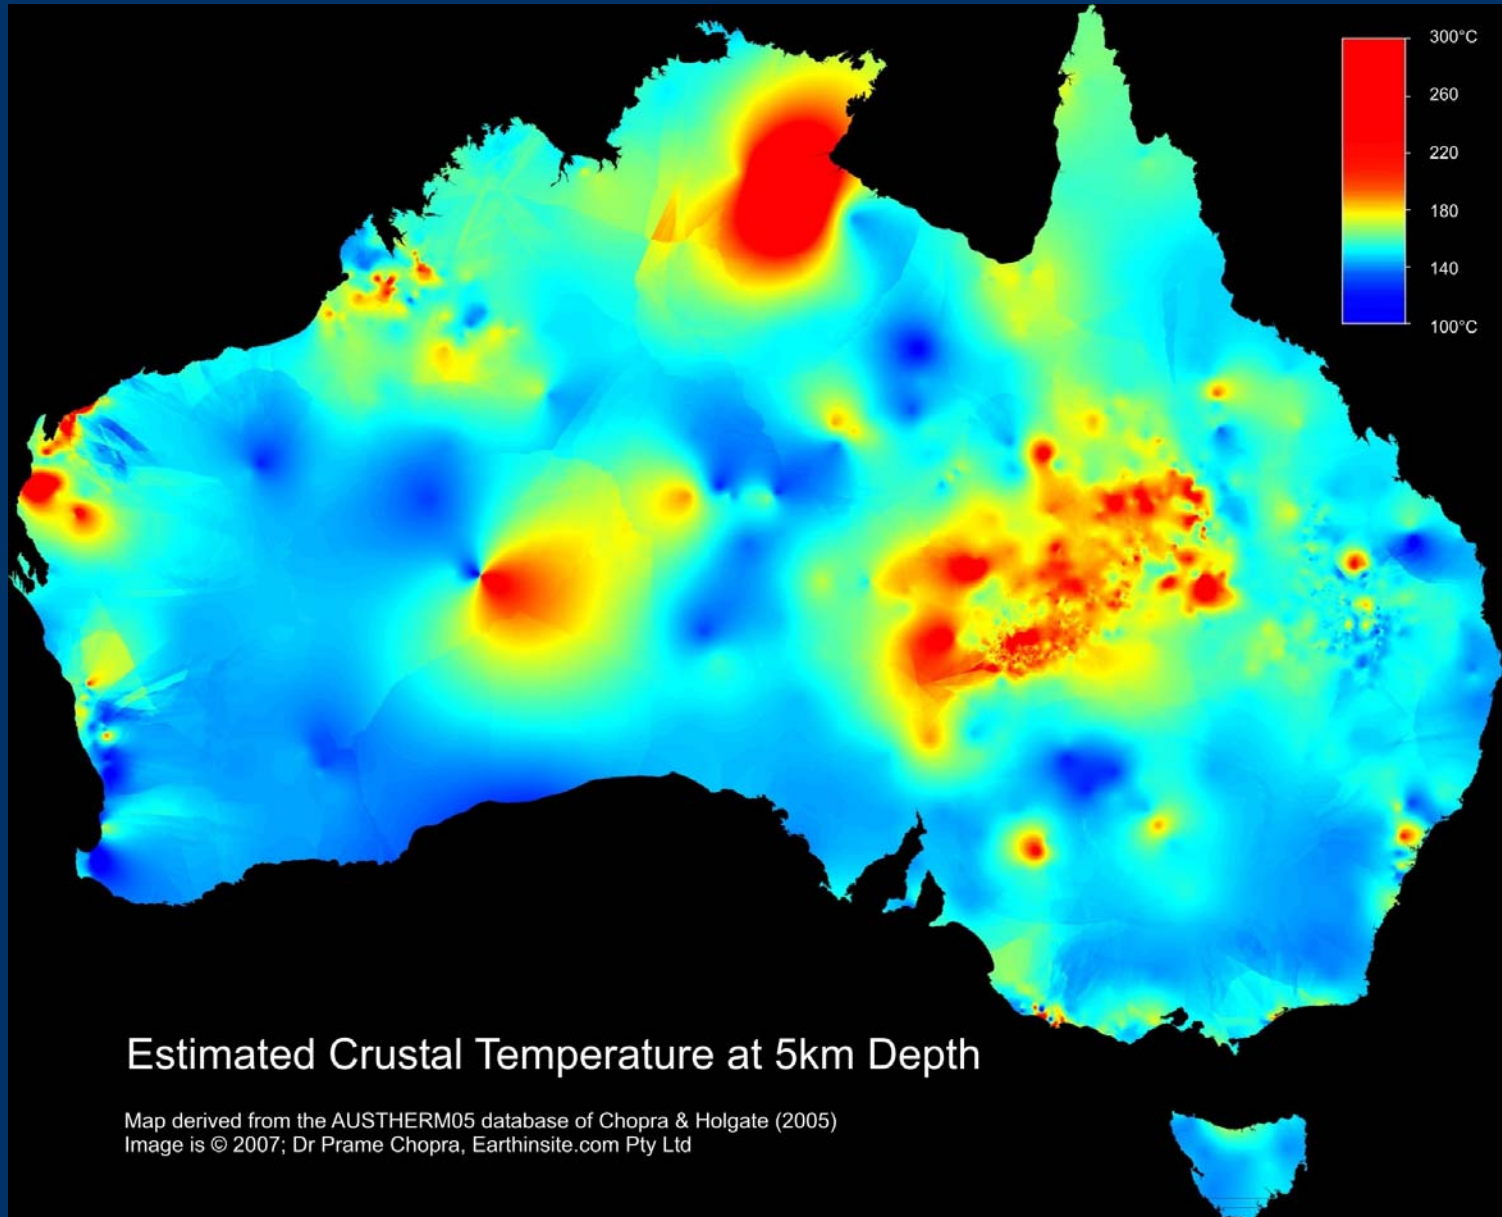 300°C
260
220
180
140
100°C
Estimated Crustal Temperature at 5km Depth
Map derived from the AUSTHERM05 database of Chopra & Holgate (2005)
Image is © 2007; Dr Prame Chopra, Earthinsite.com Pty Ltd